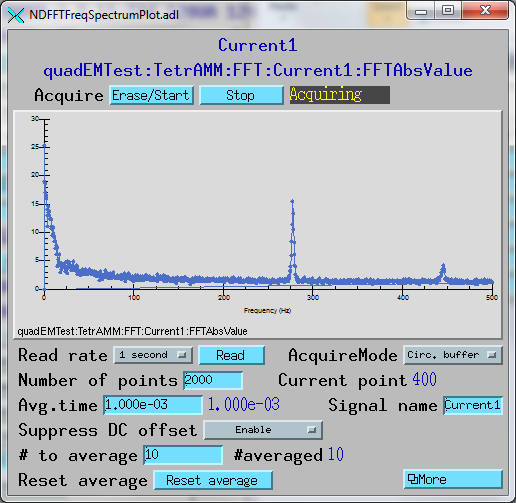 NDFFTFreqSpectrumPlot.adl
Current1
quadEMTest:TetrAMM:FFT:Current1:FFTAbsValue
Acquire Erase/Start Stop Acquiring
30
25
20
15
10
5
0
0 100 200 300 400 500
Frequency (Hz)
quadEMTest:TetrAMM:FFT:Current1:FFTAbsValue
Read rate 1 second Read AcquireMode Circ. buffer
Number of points 2000 Current point 400
Avg.time 1.000e-03 1.000e-03 Signal name Current1
Suppress DC offset Enable
# to average 10 #averaged 10
Reset average Reset average More